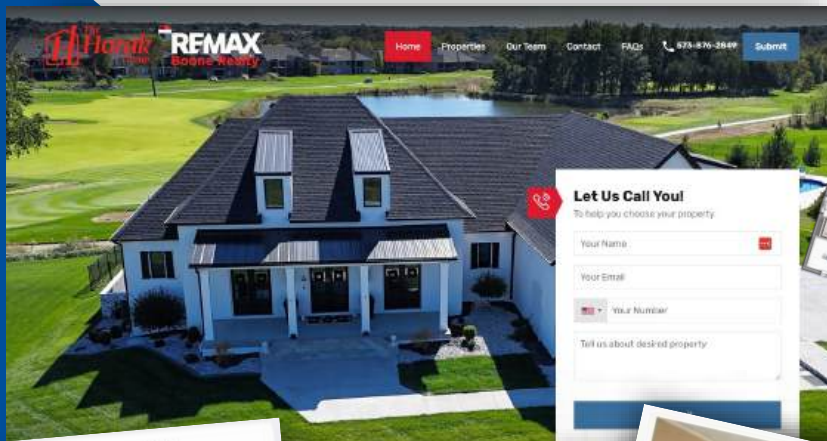 The
Horak
RE/MAX
Boone Realty
Home
Properties
Our Team
Contact
FAQs
573-876-2849
Submit
Let Us Call You!
To help you choose your property
Your Name
Your Email
Your Number
Tell us about desired property